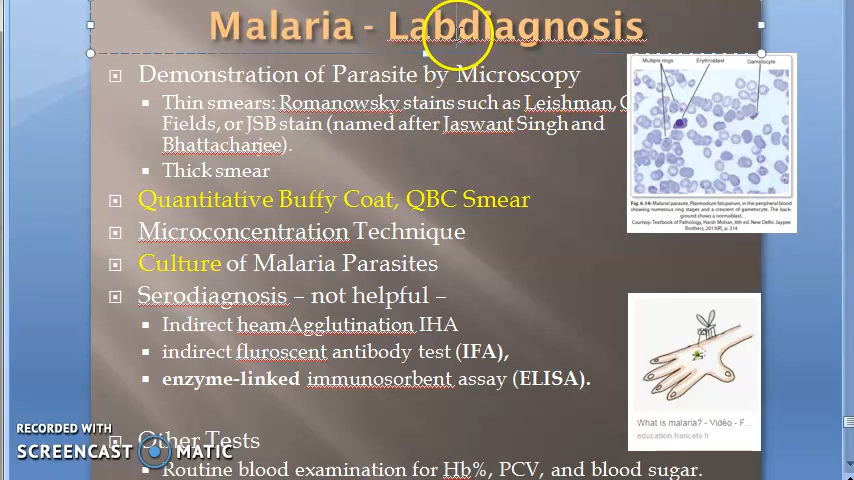 Malaria - Labdiagnosis
Demonstration of Parasite by Microscopy
Thin smears: Romanowsky stains such as Leishman,
Fields, or JSB stain (named after Jaswant Singh and
Bhattacharjee).
Thick smear
Quantitative Buffy Coat, QBC Smear
Microconcentration Technique
Culture of Malaria Parasites
Serodiagnosis – not helpful –
Indirect heamAgglutination IHA
indirect fluroscent antibody test (IFA),
enzyme-linked immunosorbent assay (ELISA).
Other Tests
Routine blood examination for Hb%, PCV, and blood sugar.
Multiple rings Erythroblast Gametocyte
Fig. 6.14: Malarial parasite, Plasmodium falciparum, in the peripheral blood
showing numerous ring stages and a crescent of gametocyte. The back-
ground shows a normoblast.
Courtesy: Textbook of Pathology, Harsh Mohan, 6th ed. New Delhi: Jaypee
Brothers, 2013(R). p. 314
What is malaria? - Vidéo - F...
education.francetv.fr
RECORDED WITH
SCREENCAST MATIC